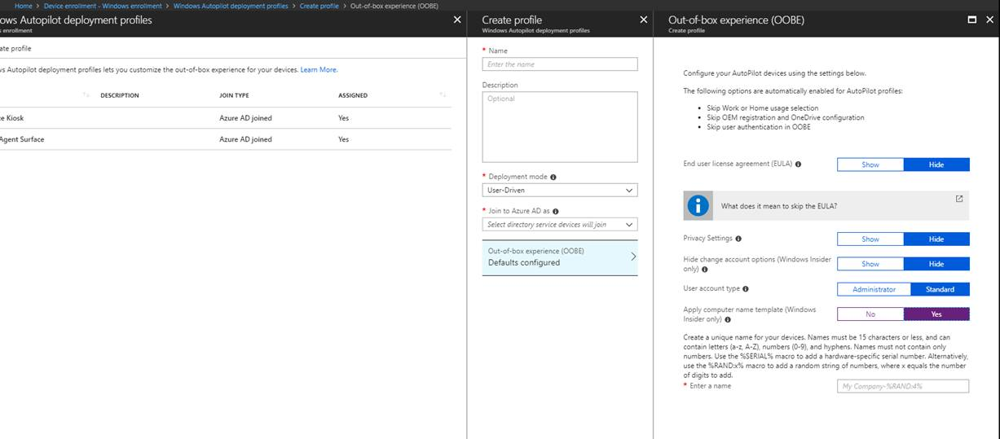 Home > Device enrollment - Windows enrollment > Windows Autopilot deployment profiles > Create profile > Out-of-box experience (OOBE)
ows Autopilot deployment profiles
s enrollment
ate profile
s Autopilot deployment profiles lets you customize the out-of-box experience for your devices. Learn More.
DESCRIPTION JOIN TYPE ASSIGNED
e Kiosk Azure AD joined Yes
Agent Surface Azure AD joined Yes
Create profile
Windows Autopilot deployment profiles
* Name
Enter the name
Description
Optional
* Deployment mode
User-Driven
* Join to Azure AD as
Select directory service devices will join
Out-of-box experience (OOBE)
Defaults configured
Out-of-box experience (OOBE)
Create profile
Configure your AutoPilot devices using the settings below.
The following options are automatically enabled for AutoPilot profiles:
• Skip Work or Home usage selection
• Skip OEM registration and OneDrive configuration
• Skip user authentication in OOBE
End user license agreement (EULA) Show Hide
What does it mean to skip the EULA?
Privacy Settings Show Hide
Hide change account options (Windows Insider
only) Show Hide
User account type Administrator Standard
Apply computer name template (Windows
Insider only) No Yes
Create a unique name for your devices. Names must be 15 characters or less, and can
contain letters (a-z, A-Z), numbers (0-9), and hyphens. Names must not contain only
numbers. Use the %SERIAL% macro to add a hardware-specific serial number. Alternatively,
use the %RAND:x% macro to add a random string of numbers, where x equals the number
of digits to add.
* Enter a name My Company-%RAND:4%